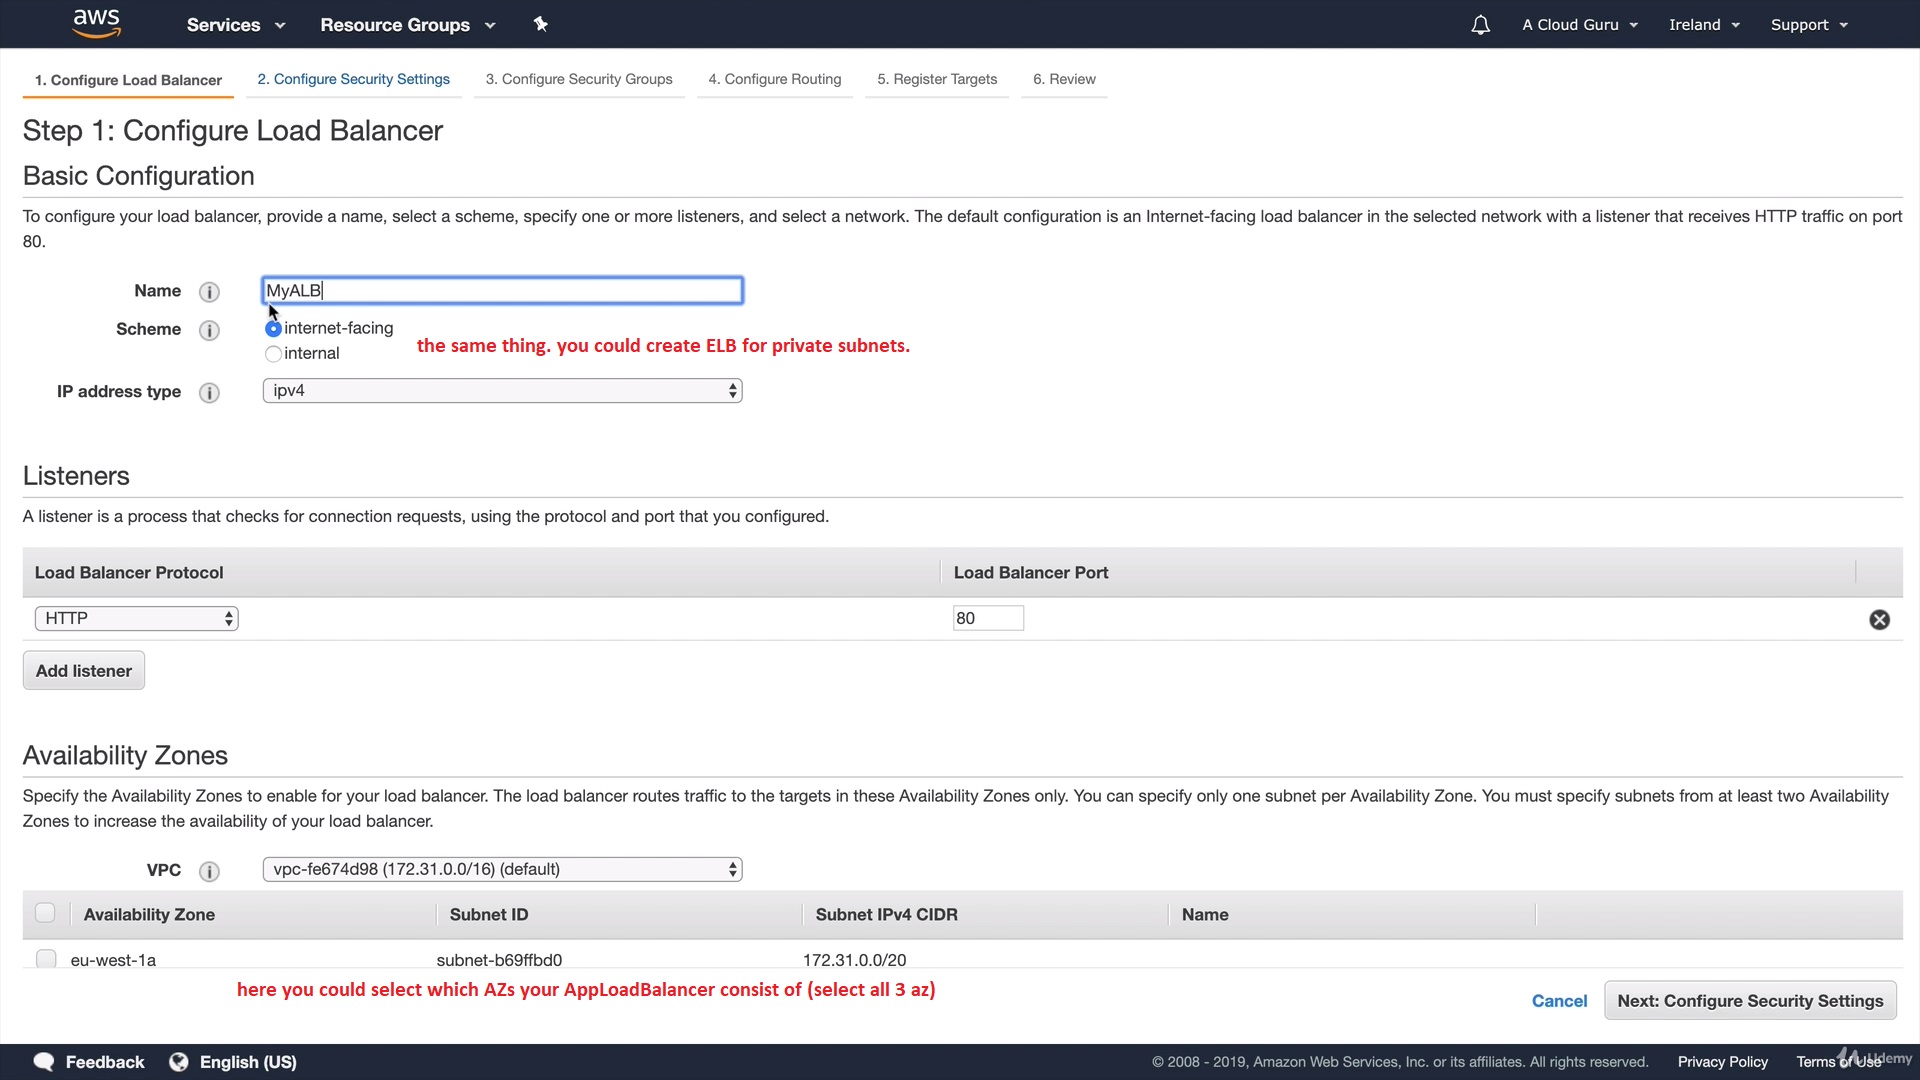 aws
Services
Resource Groups
A Cloud Guru
Ireland
Support
1. Configure Load Balancer
2. Configure Security Settings
3. Configure Security Groups
4. Configure Routing
5. Register Targets
6. Review
Step 1: Configure Load Balancer
Basic Configuration
To configure your load balancer, provide a name, select a scheme, specify one or more listeners, and select a network. The default configuration is an Internet-facing load balancer in the selected network with a listener that receives HTTP traffic on port
80.
Name
MyALB
Scheme
internet-facing
internal
the same thing. you could create ELB for private subnets.
IP address type
ipv4
Listeners
A listener is a process that checks for connection requests, using the protocol and port that you configured.
Load Balancer Protocol
Load Balancer Port
HTTP
80
Add listener
Availability Zones
Specify the Availability Zones to enable for your load balancer. The load balancer routes traffic to the targets in these Availability Zones only. You can specify only one subnet per Availability Zone. You must specify subnets from at least two Availability
Zones to increase the availability of your load balancer.
VPC
vpc-fe674d98 (172.31.0.0/16) (default)
Availability Zone
Subnet ID
Subnet IPv4 CIDR
Name
eu-west-1a
subnet-b69ffbd0
172.31.0.0/20
here you could select which AZs your AppLoadBalancer consist of (select all 3 az)
Cancel
Next: Configure Security Settings
Feedback
English (US)
© 2008 - 2019, Amazon Web Services, Inc. or its affiliates. All rights reserved.
Privacy Policy
Terms of Use
Udemy